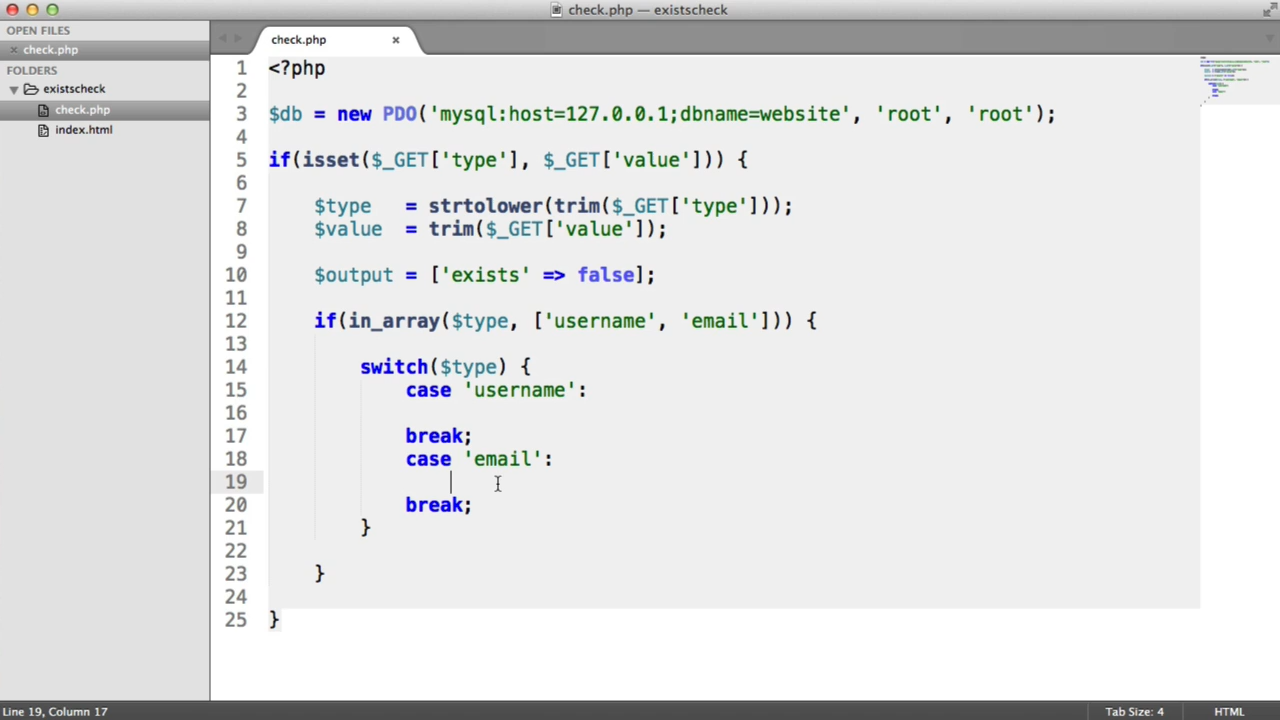 check.php — existscheck
OPEN FILES
× check.php
FOLDERS
existscheck
check.php
index.html
check.php ×
1 <?php
2
3 $db = new PDO('mysql:host=127.0.0.1;dbname=website', 'root', 'root');
4
5 if(isset($_GET['type'], $_GET['value'])) {
6
7 $type = strtolower(trim($_GET['type']));
8 $value = trim($_GET['value']);
9
10 $output = ['exists' => false];
11
12 if(in_array($type, ['username', 'email'])) {
13
14 switch($type) {
15 case 'username':
16
17 break;
18 case 'email':
19
20 break;
21 }
22
23 }
24
25 }
Line 19, Column 17
Tab Size: 4
HTML